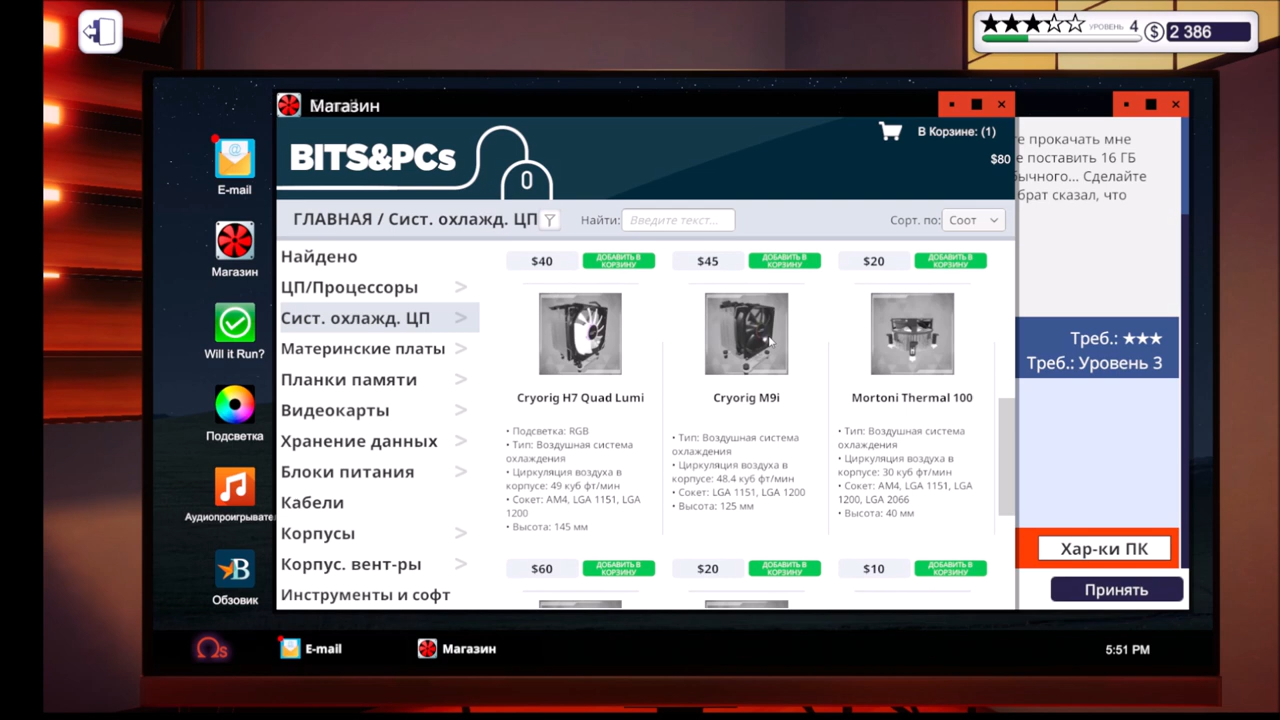 УРОВЕНЬ 4
$ 2 386
Магазин
В Корзине: (1)
$80
BITS&PCs
ГЛАВНАЯ / Сист. охлажд. ЦП
Найти: Введите текст...
Сорт. по: Соот
Найдено
ЦП/Процессоры >
Сист. охлажд. ЦП >
Материнские платы >
Планки памяти >
Видеокарты >
Хранение данных >
Блоки питания >
Кабели
Корпусы >
Корпус. вент-ры >
Инструменты и софт
$40 ДОБАВИТЬ В КОРЗИНУ
$45 ДОБАВИТЬ В КОРЗИНУ
$20 ДОБАВИТЬ В КОРЗИНУ
Cryorig H7 Quad Lumi
• Подсветка: RGB
• Тип: Воздушная система
охлаждения
• Циркуляция воздуха в
корпусе: 49 куб фт/мин
• Сокет: AM4, LGA 1151, LGA
1200
• Высота: 145 мм
$60 ДОБАВИТЬ В КОРЗИНУ
Cryorig M9i
• Тип: Воздушная система
охлаждения
• Циркуляция воздуха в
корпусе: 48.4 куб фт/мин
• Сокет: LGA 1151, LGA 1200
• Высота: 125 мм
$20 ДОБАВИТЬ В КОРЗИНУ
Mortoni Thermal 100
• Тип: Воздушная система
охлаждения
• Циркуляция воздуха в
корпусе: 30 куб фт/мин
• Сокет: AM4, LGA 1151, LGA
1200, LGA 2066
• Высота: 40 мм
$10 ДОБАВИТЬ В КОРЗИНУ
е прокачать мне
е поставить 16 ГБ
бычного... Сделайте
брат сказал, что
Треб.: ★★★
Треб.: Уровень 3
Хар-ки ПК
Принять
E-mail
Магазин
Will it Run?
Подсветка
Аудиопроигрывате
Обзовик
Ωs
E-mail
Магазин
5:51 PM